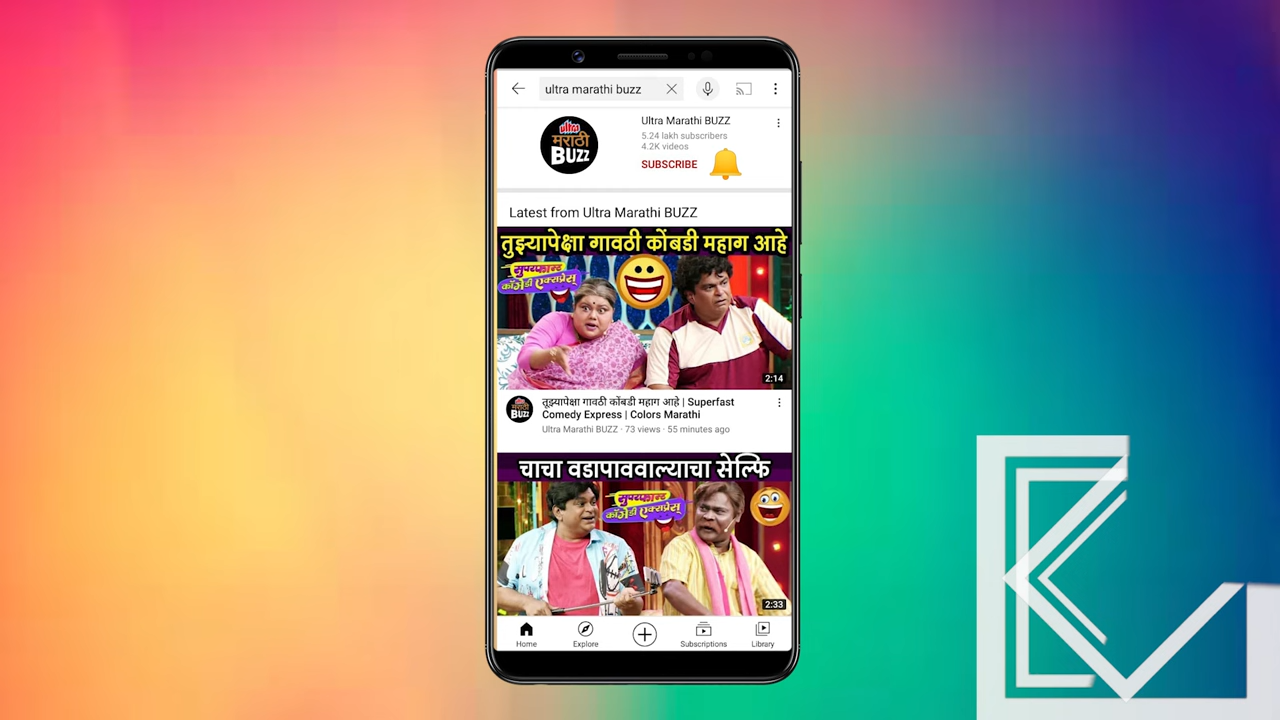 ultra marathi buzz
ultra
मराठी
BUZZ
Ultra Marathi BUZZ
5.24 lakh subscribers
4.2K videos
SUBSCRIBE
Latest from Ultra Marathi BUZZ
तुझ्यापेक्षा गावठी कोंबडी महाग आहे
सुपरफास्ट
कॉमेडी एक्सप्रेस
2:14
ultra
मराठी
BUZZ
तूझ्यापेक्षा गावठी कोंबडी महाग आहे | Superfast
Comedy Express | Colors Marathi
Ultra Marathi BUZZ · 73 views · 55 minutes ago
चाचा वडापाववाल्याचा सेल्फि
सुपरफास्ट
कॉमेडी एक्सप्रेस
2:33
Home
Explore
Subscriptions
Library